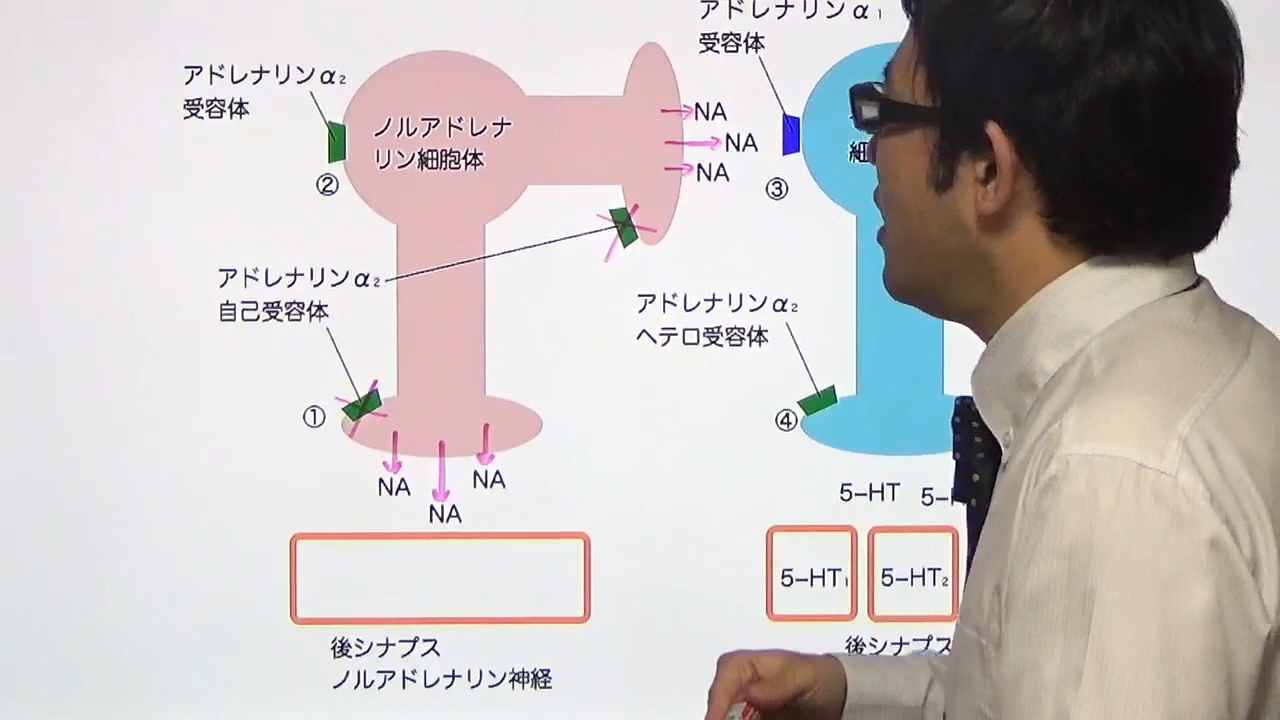 アドレナリンα₂
受容体
②
ノルアドレナ
リン細胞体
NA
NA
NA
アドレナリンα₁
受容体
③
細
アドレナリンα₂
自己受容体
①
NA
NA
NA
後シナプス
ノルアドレナリン神経
アドレナリンα₂
ヘテロ受容体
④
5-HT 5-H
5-HT₁
5-HT₂
後シナプス